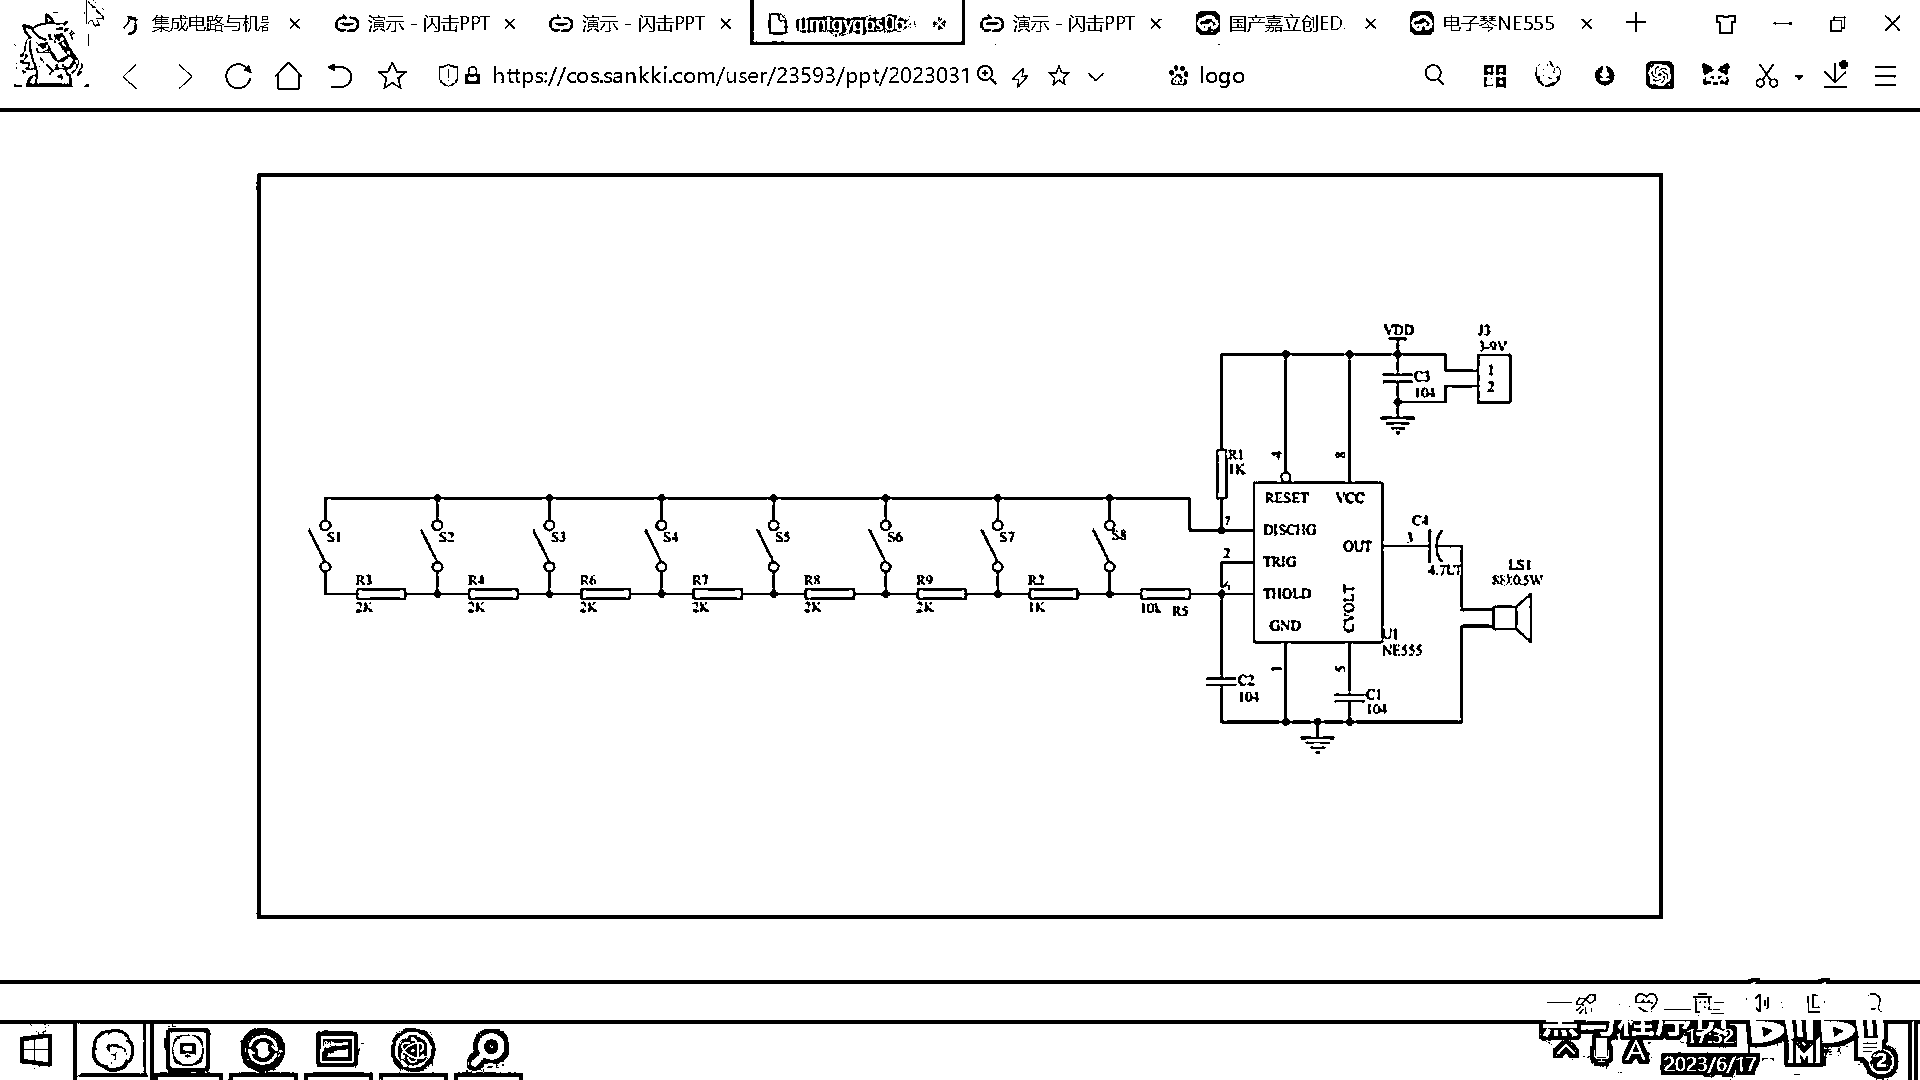 集成电路与机器
演示 - 闪击PPT
演示 - 闪击PPT
演示 - 闪击PPT
国产嘉立创ED
电子琴NE555
https://cos.sankki.com/user/23593/ppt/2023031
logo
VDD
J3
3-9V
1
2
C3
104
R1
1K
4
8
RESET
VCC
7
DISCHG
2
TRIG
6
THOLD
GND
OUT
CVOLT
3
C4
4.7UF
LS1
U1
NE555
S1
S2
S3
S4
S5
S6
S7
S8
R3
R4
R6
R7
R8
R9
R2
2K
2K
2K
2K
2K
2K
1K
10k
R5
1
5
C2
104
C1
104
17:52
2023/6/17
2